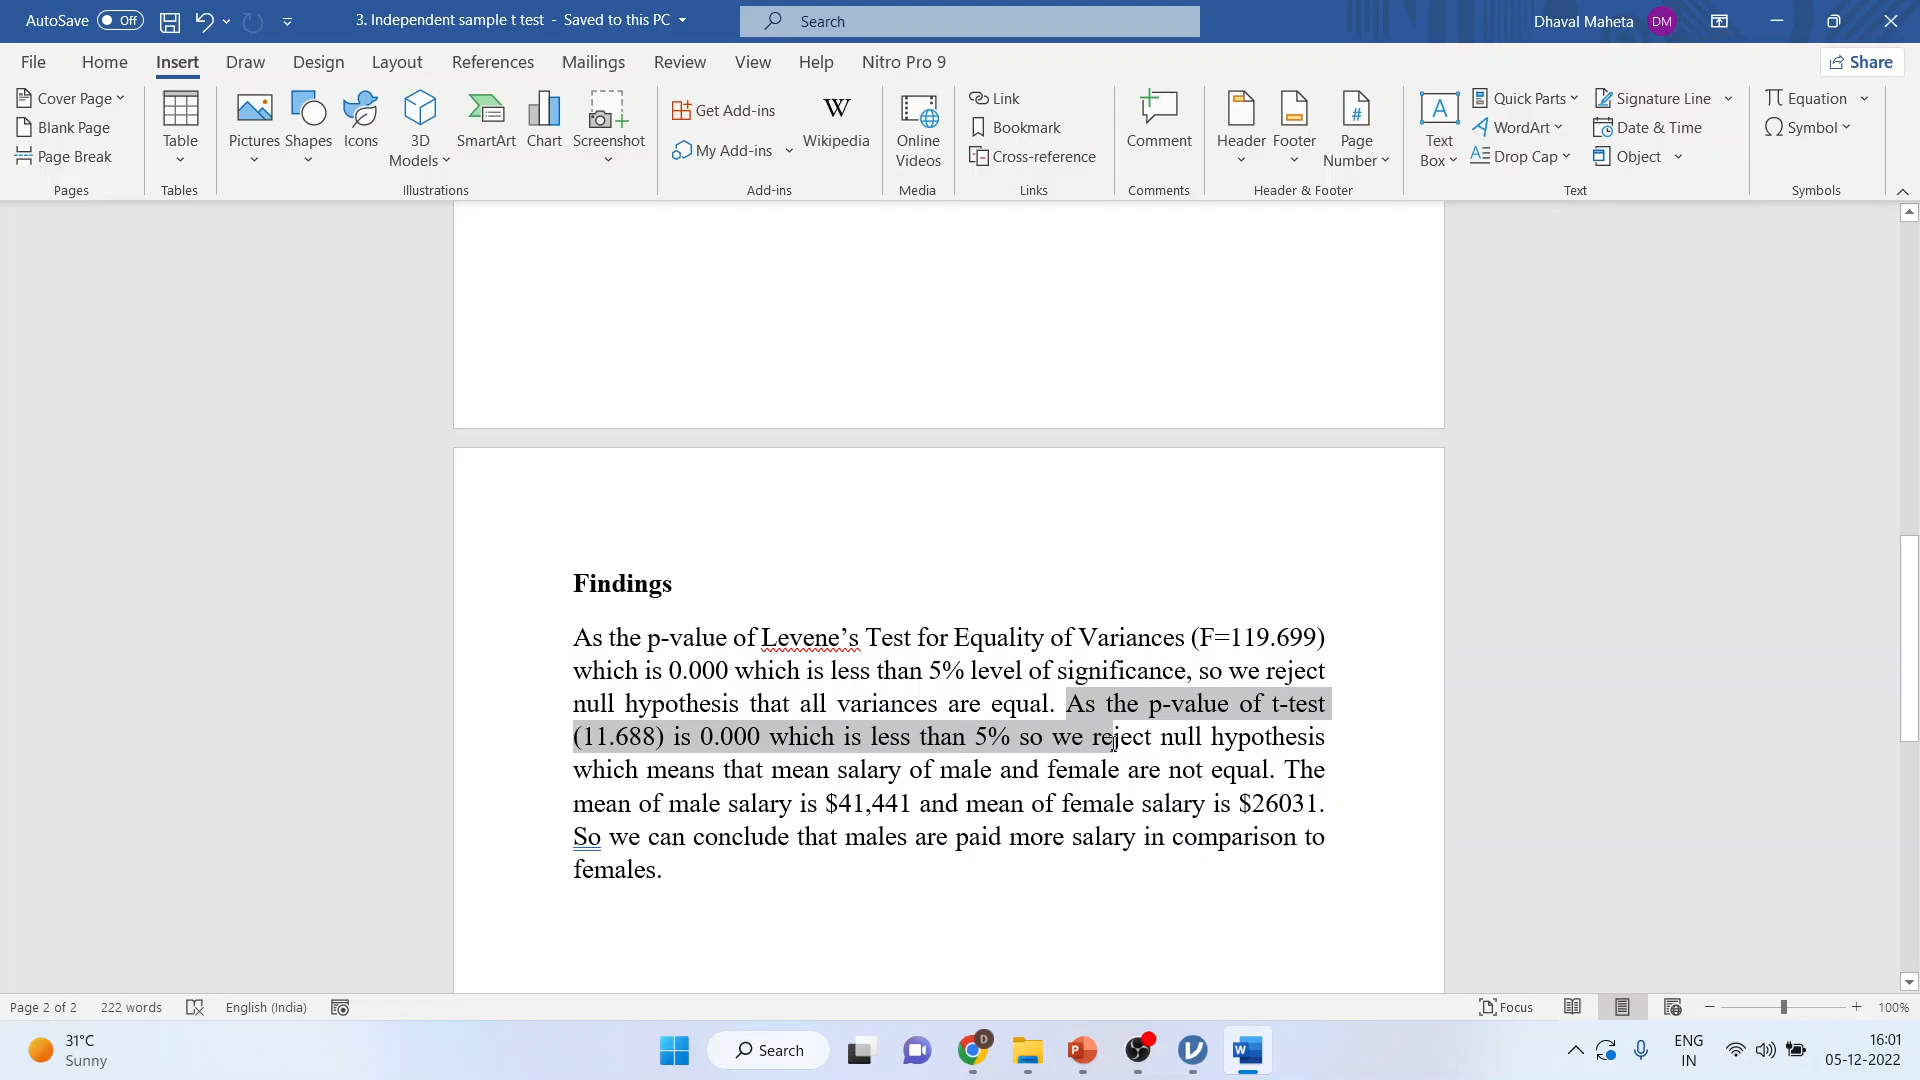 AutoSave Off 3. Independent sample t test - Saved to this PC Search Dhaval Maheta DM
File Home Insert Draw Design Layout References Mailings Review View Help Nitro Pro 9 Share
Cover Page
Blank Page
Page Break
Pages
Table
Tables
Pictures Shapes Icons 3D Models SmartArt Chart Screenshot
Illustrations
Get Add-ins
My Add-ins
W
Wikipedia
Add-ins
Online Videos
Media
Link
Bookmark
Cross-reference
Links
Comment
Comments
Header Footer Page Number
Header & Footer
Text Box
Quick Parts
WordArt
Drop Cap
Signature Line
Date & Time
Object
Text
Equation
Symbol
Symbols
Findings
As the p-value of Levene’s Test for Equality of Variances (F=119.699)
which is 0.000 which is less than 5% level of significance, so we reject
null hypothesis that all variances are equal. As the p-value of t-test
(11.688) is 0.000 which is less than 5% so we reject null hypothesis
which means that mean salary of male and female are not equal. The
mean of male salary is $41,441 and mean of female salary is $26031.
So we can conclude that males are paid more salary in comparison to
females.
Page 2 of 2 222 words English (India) Focus 100%
31°C
Sunny
Search
ENG
IN
16:01
05-12-2022